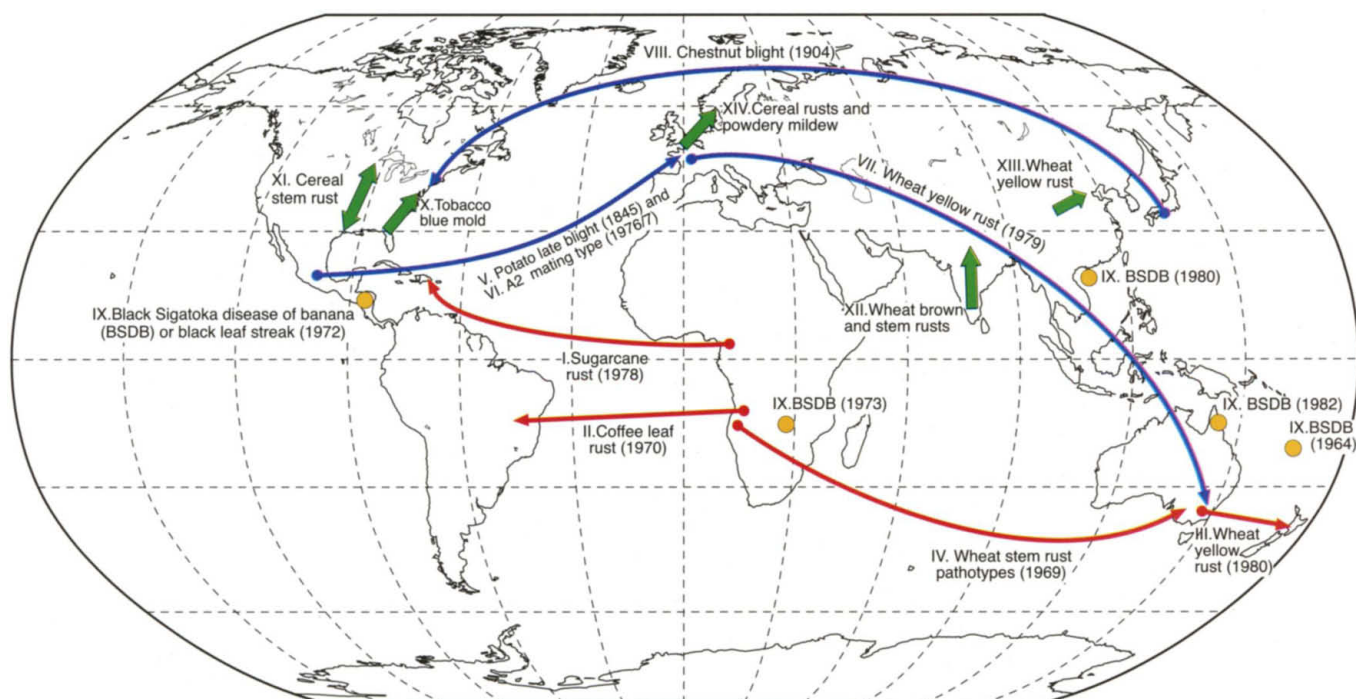 VIII. Chestnut blight (1904)
XIV.Cereal rusts and
powdery mildew
XI. Cereal
stem rust
X.Tobacco
blue mold
VII. Wheat yellow rust (1979)
XIII.Wheat
yellow rust
V. Potato late blight (1845) and
VI. A2 mating type (1976/7)
IX. BSDB (1980)
IX.Black Sigatoka disease of banana
(BSDB) or black leaf streak (1972)
XII.Wheat brown
and stem rusts
I.Sugarcane
rust (1978)
IX.BSDB (1973)
IX. BSDB (1982)
II.Coffee leaf
rust (1970)
IX.BSDB
(1964)
IV. Wheat stem rust
pathotypes (1969)
III.Wheat
yellow
rust (1980)